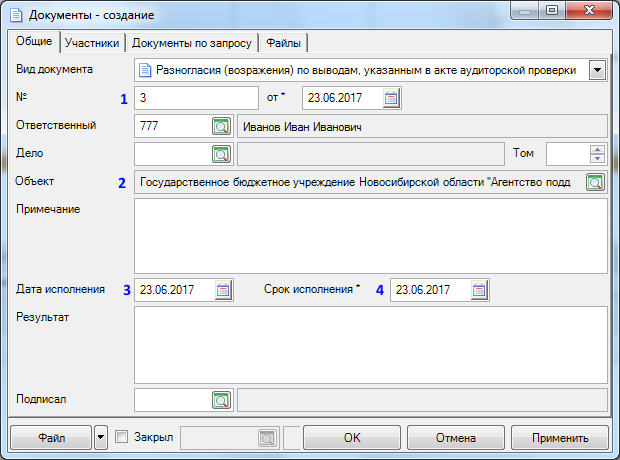 Документы - создание
Общие Участники Документы по запросу Файлы
Вид документа Разногласия (возражения) по выводам, указанным в акте аудиторской проверки
№ 1 3 от * 23.06.2017
Ответственный 777 Иванов Иван Иванович
Дело Том
Объект 2 Государственное бюджетное учреждение Новосибирской области "Агентство подд
Примечание
Дата исполнения 3 23.06.2017 Срок исполнения * 4 23.06.2017
Результат
Подписал
Файл Закрыл OK Отмена Применить